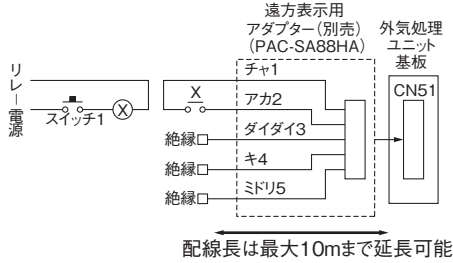 遠方表示用
アダプター(別売)
(PAC-SA88HA)
外気処理
ユニット
基板
リレー電源
スイッチ1
X
X
チャ1
アカ2
ダイダイ3
キ4
ミドリ5
絶縁
絶縁
絶縁
CN51
配線長は最大10mまで延長可能